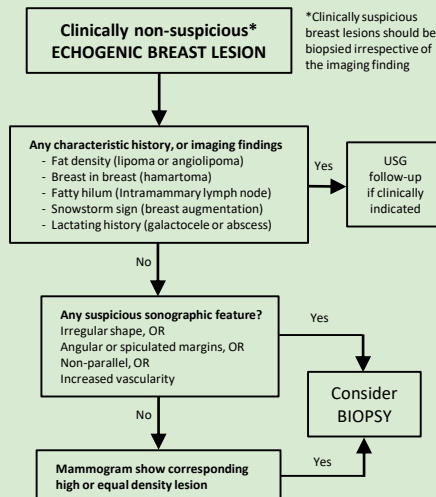 Clinically non-suspicious*
ECHOGENIC BREAST LESION
*Clinically suspicious
breast lesions should be
biopsied irrespective of
the imaging finding
Any characteristic history, or imaging findings
- Fat density (lipoma or angiolipoma)
- Breast in breast (hamartoma)
- Fatty hilum (Intramammary lymph node)
- Snowstorm sign (breast augmentation)
- Lactating history (galactocele or abscess)
Yes
USG
follow-up
if clinically
indicated
No
Any suspicious sonographic feature?
Irregular shape, OR
Angular or spiculated margins, OR
Non-parallel, OR
Increased vascularity
Yes
Consider
BIOPSY
No
Mammogram show corresponding
high or equal density lesion
Yes